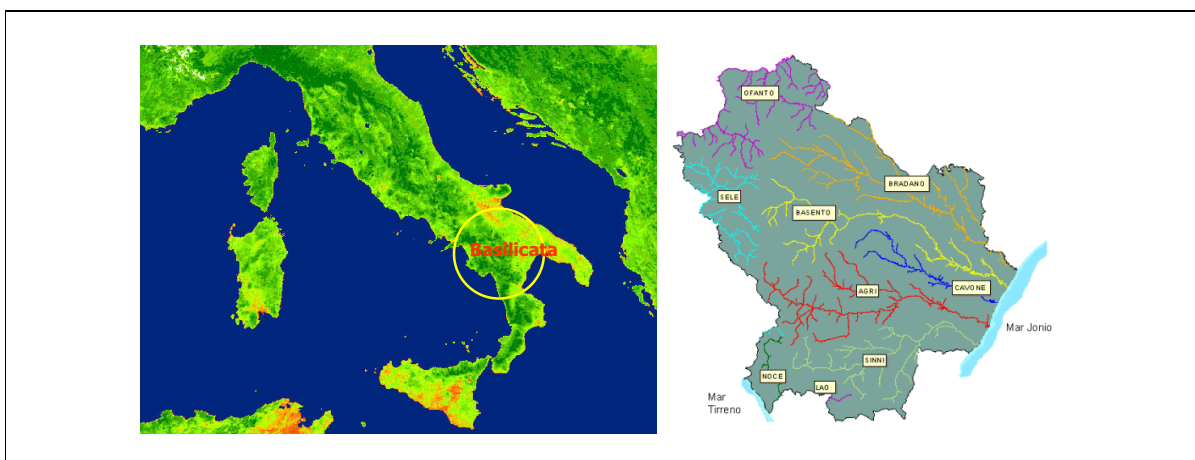 Basilicata
OFANTO
BRADANO
SELE
BASENTO
AGRI
CAVONE
Mar Jonio
SINNI
NOCE
LAO
Mar
Tirreno